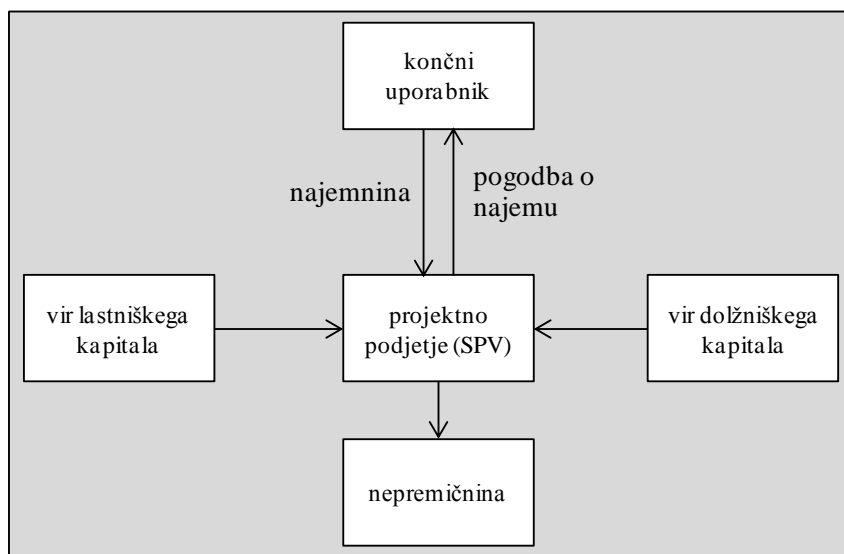 končni
uporabnik
najemnina
pogodba o
najemu
vir lastniškega
kapitala
projektno
podjetje (SPV)
vir dolžniškega
kapitala
nepremičnina